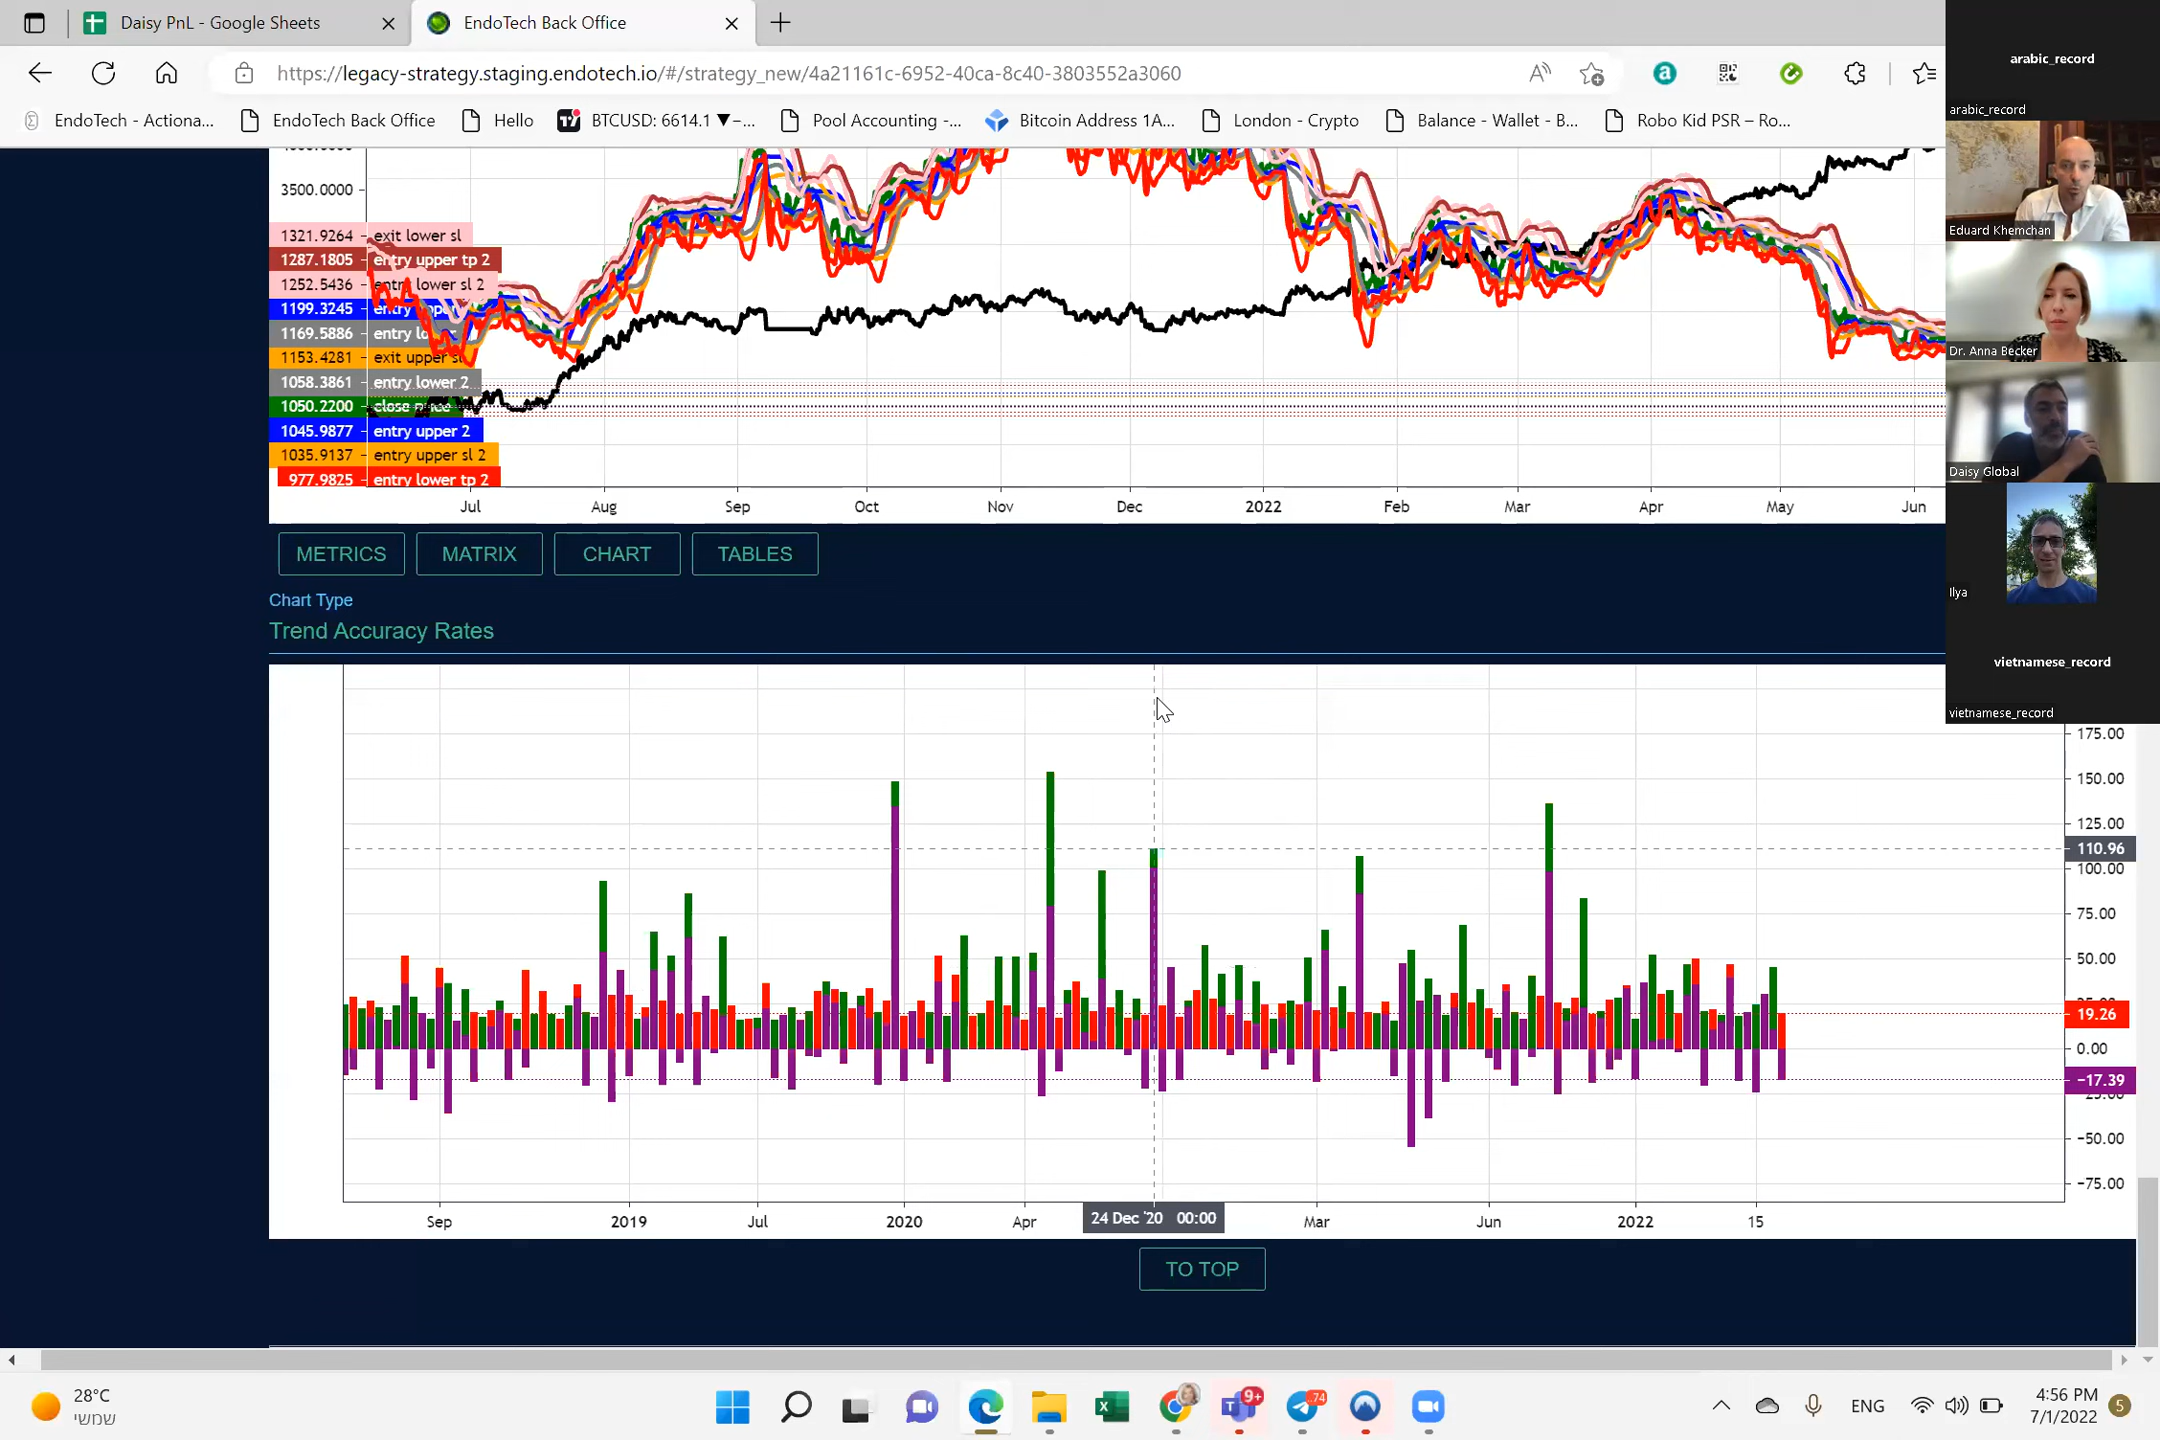 Daisy PnL - Google Sheets
EndoTech Back Office
https://legacy-strategy.staging.endotech.io/#/strategy_new/4a21161c-6952-40ca-8c40-3803552a3060
EndoTech - Actiona...
EndoTech Back Office
Hello
BTCUSD: 6614.1 ▼−...
Pool Accounting -...
Bitcoin Address 1A...
London - Crypto
Balance - Wallet - B...
Robo Kid PSR – Ro...
arabic_record
arabic_record
Eduard Khemchan
Dr. Anna Becker
Daisy Global
Ilya
vietnamese_record
vietnamese_record
3500.0000
1321.9264 exit lower sl
1287.1805 entry upper tp 2
1252.5436 entry lower sl 2
1199.3245 entry uppe
1169.5886 entry lo
1153.4281 exit upper sl
1058.3861 entry lower 2
1050.2200 close price
1045.9877 entry upper 2
1035.9137 entry upper sl 2
977.9825 entry lower tp 2
Jul Aug Sep Oct Nov Dec 2022 Feb Mar Apr May Jun
METRICS MATRIX CHART TABLES
Chart Type
Trend Accuracy Rates
175.00
150.00
125.00
110.96
100.00
75.00
50.00
19.26
0.00
−17.39
−50.00
−75.00
Sep 2019 Jul 2020 Apr 24 Dec '20 00:00 Mar Jun 2022 15
TO TOP
28°C
שמשי
9+
74
ENG
4:56 PM
7/1/2022
5